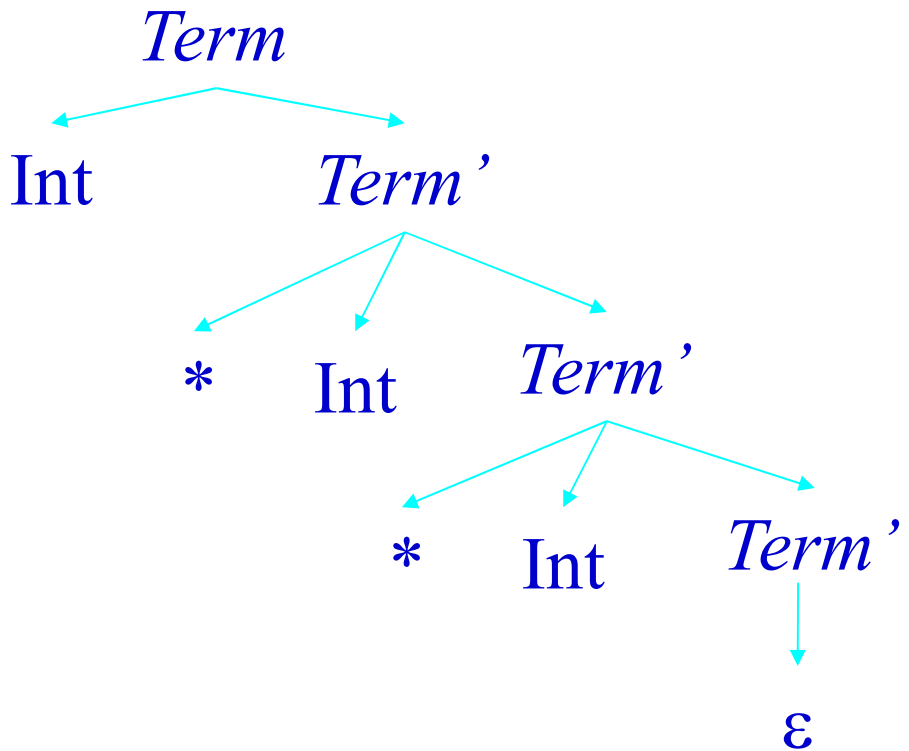 Term
Int Term’
* Int Term’
* Int Term’
ε